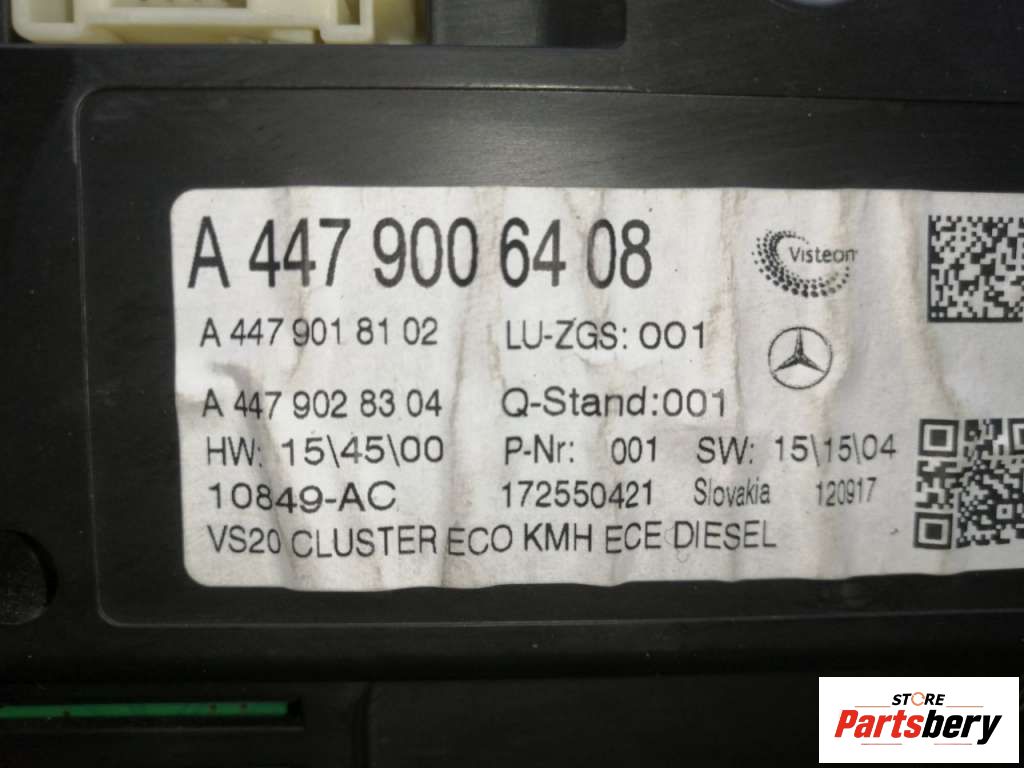 A 447 900 64 08
Visteon
A 447 901 81 02 LU-ZGS: 001
A 447 902 83 04 Q-Stand:001
HW: 15\45\00 P-Nr: 001 SW: 15\15\04
10849-AC 172550421 Slovakia 120917
VS20 CLUSTER ECO KMH ECE DIESEL
STORE
Partsbery